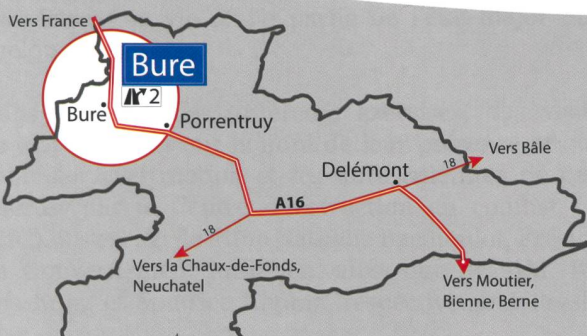 Vers France
Bure
2
Bure
Porrentruy
Delémont
18
Vers Bâle
A16
18
Vers la Chaux-de-Fonds,
Neuchatel
Vers Moutier,
Bienne, Berne